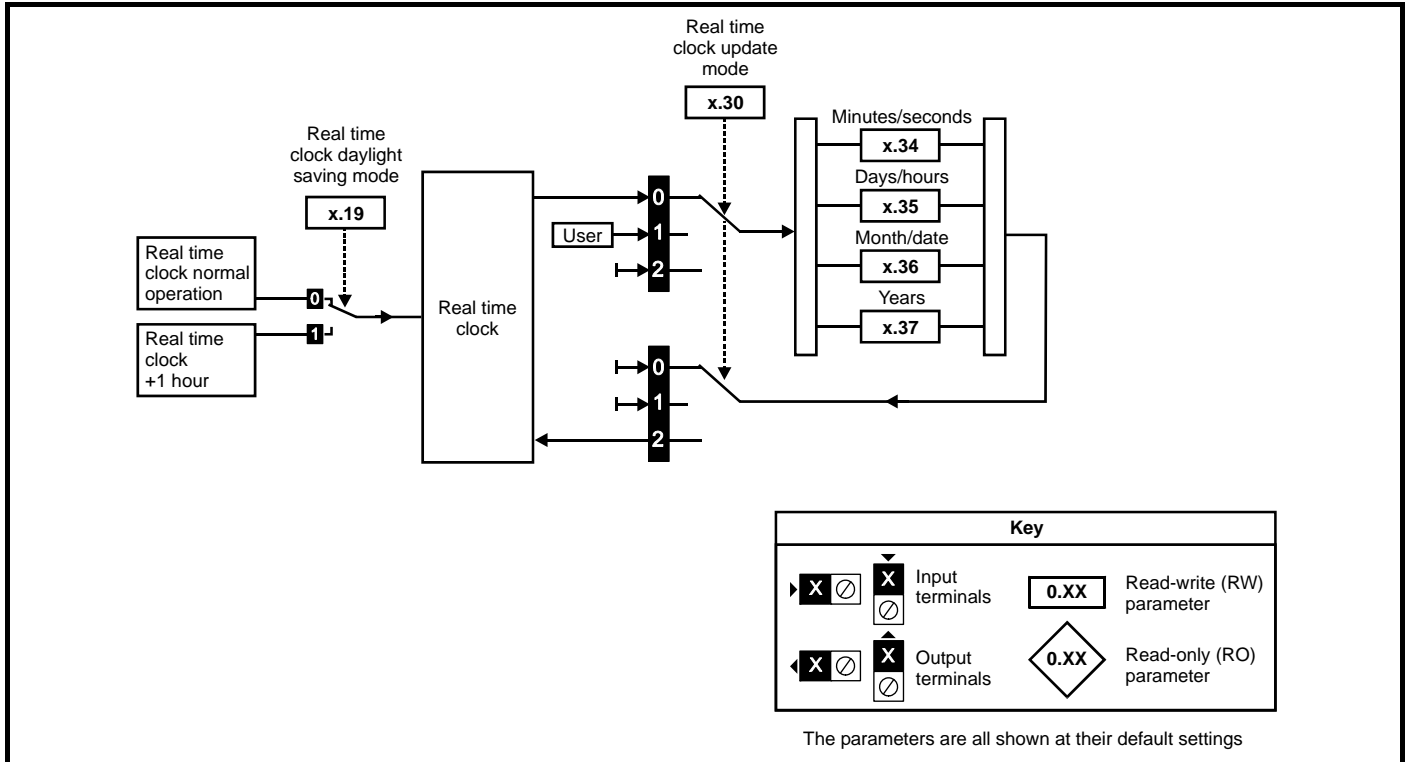 Real time
clock update
mode
x.30
Real time
clock daylight
saving mode
x.19
Real time
clock normal
operation
0
Real time
clock
+1 hour
1
Real time
clock
0
User
1
2
0
1
2
Minutes/seconds
x.34
Days/hours
x.35
Month/date
x.36
Years
x.37
Key
X
X
Input
terminals
0.XX
Read-write (RW)
parameter
X
X
Output
terminals
0.XX
Read-only (RO)
parameter
The parameters are all shown at their default settings